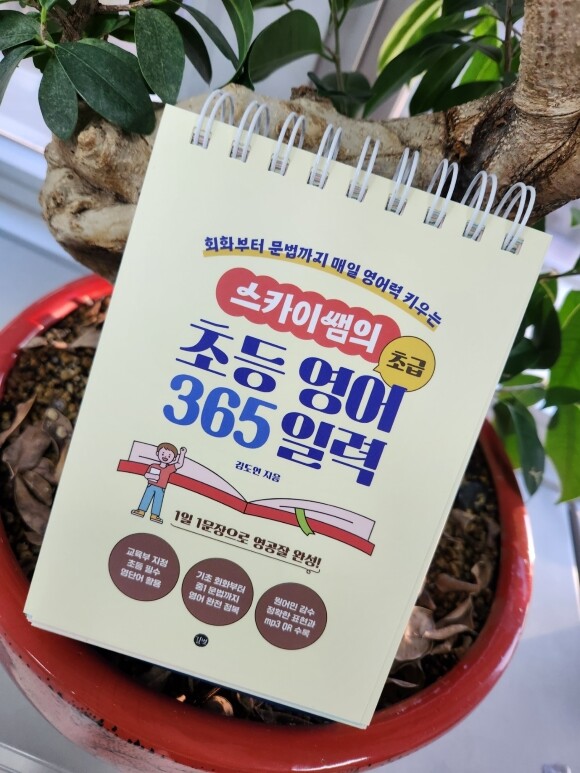 회화부터 문법까지 매일 영어력 키우는
스카이쌤의
초급
초등 영어
365 일력
김도현 지음
1일 1문장으로 영공잘 완성!
교육부 지정
초등 필수
영단어 활용
기초 회화부터
중1 문법까지
영어 완전 정복
원어민 감수
정확한 표현과
mp3 QR 수록
길벗